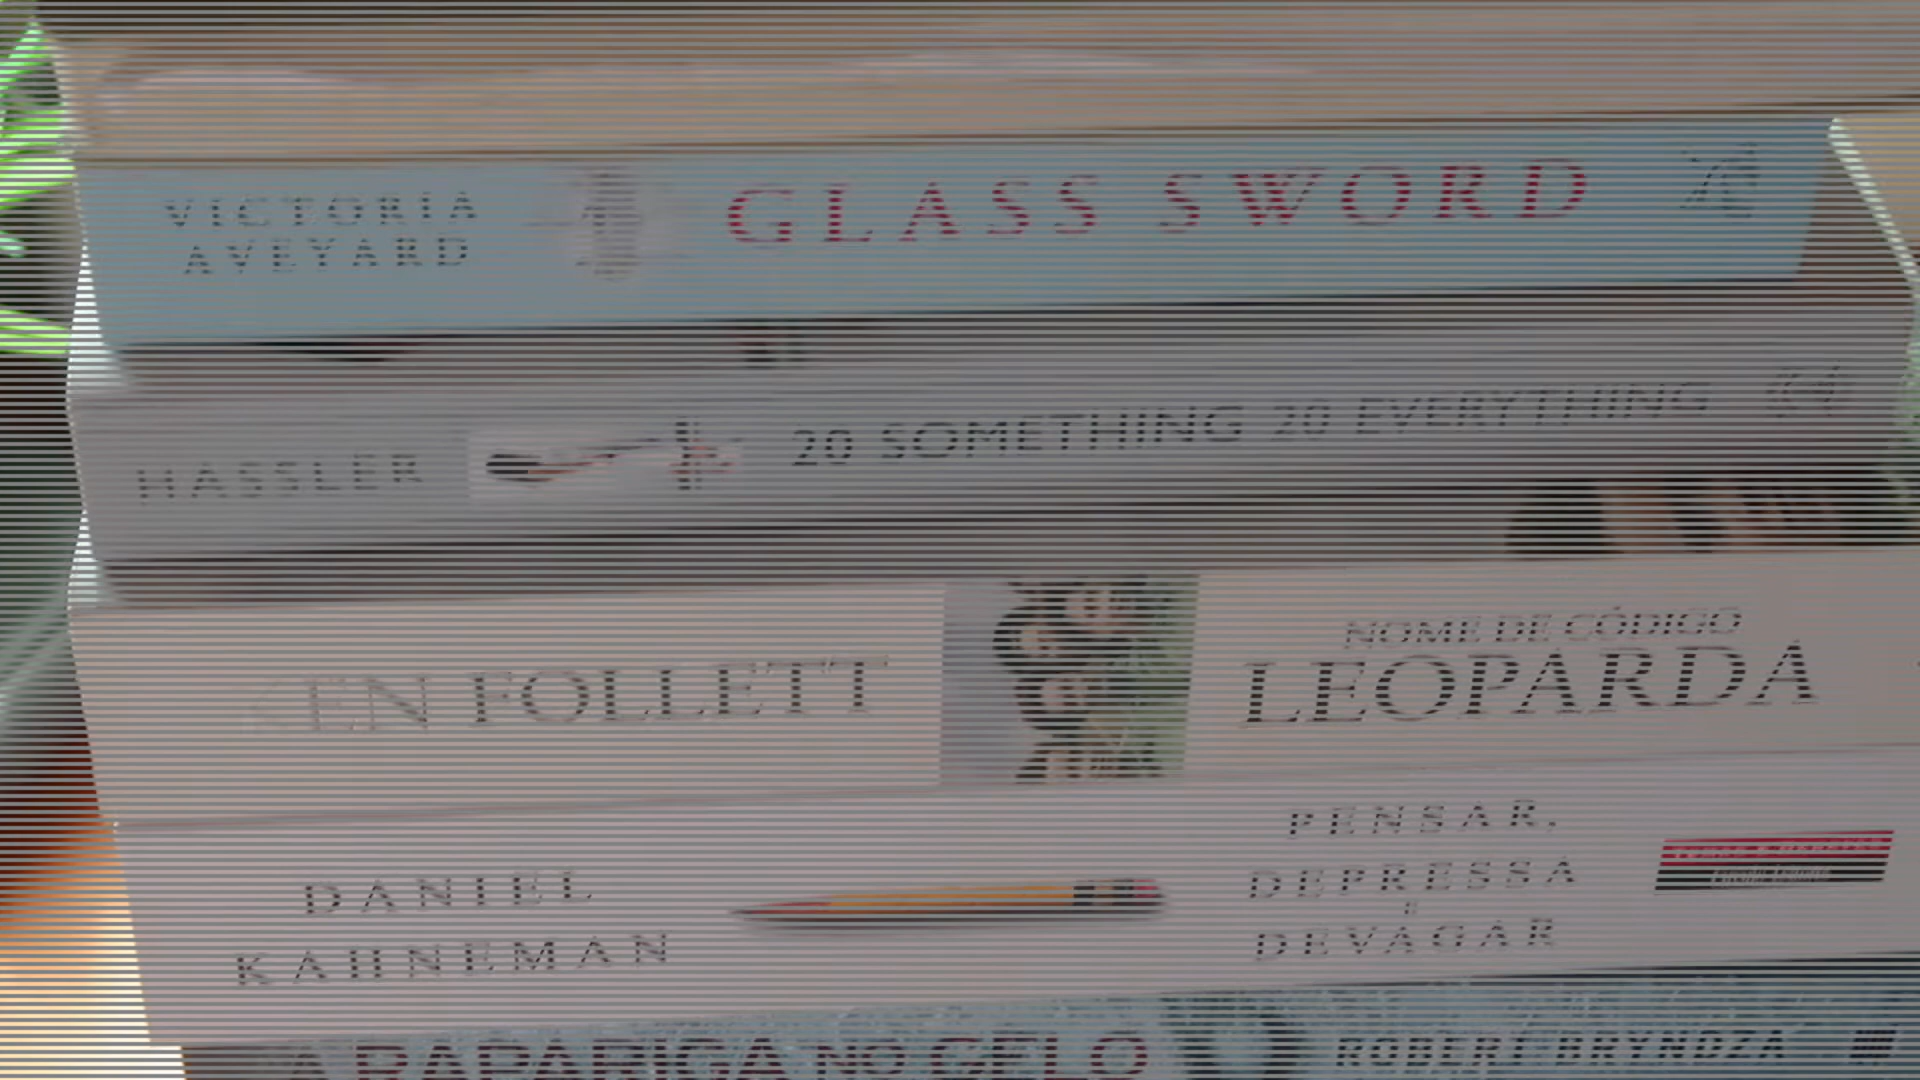 VICTORIA
AVEYARD
GLASS SWORD
HASSLER
20 SOMETHING 20 EVERYTHING
KEN FOLLETT
NOME DE CÓDIGO
LEOPARDA
DANIEL
KAHNEMAN
PENSAR,
DEPRESSA
E
DEVAGAR
A RAPARIGA NO GELO
ROBERT BRYNDZA